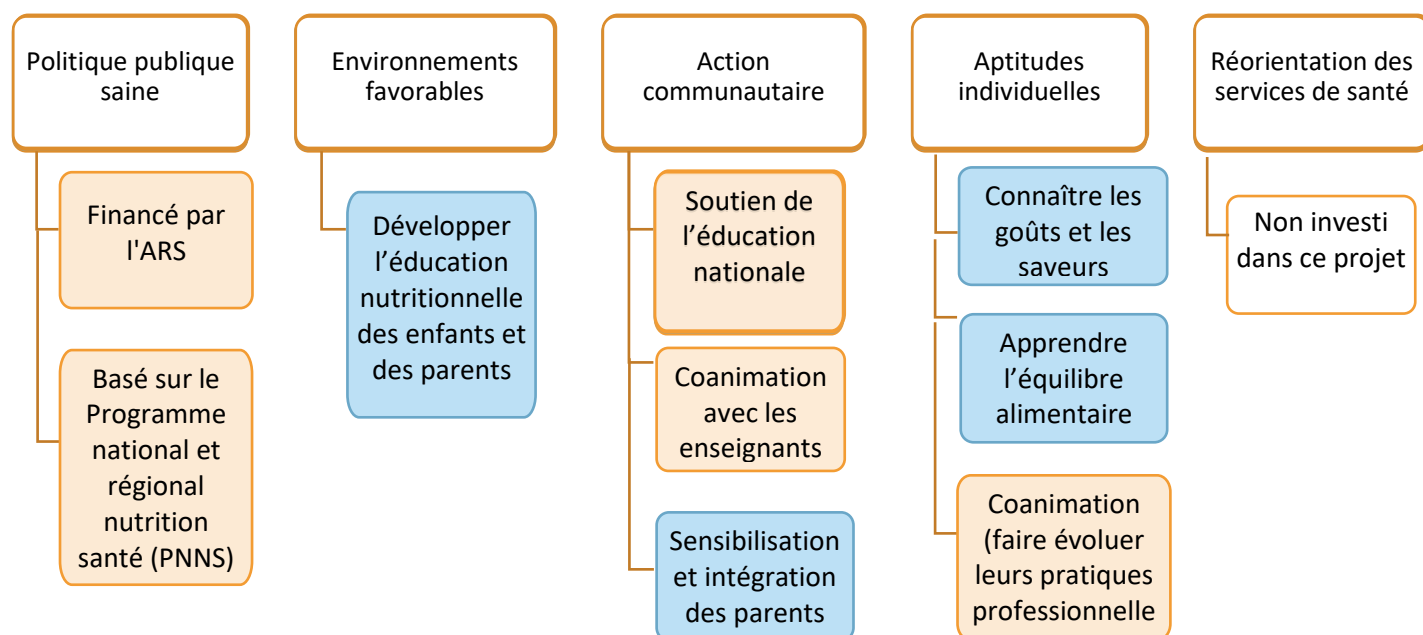 Politique publique
saine
Financé par
l'ARS
Basé sur le
Programme
national et
régional
nutrition
santé (PNNS)
Environnements
favorables
Développer
l’éducation
nutritionnelle
des enfants et
des parents
Action
communautaire
Soutien de
l’éducation
nationale
Coanimation
avec les
enseignants
Sensibilisation
et intégration
des parents
Aptitudes
individuelles
Connaître les
goûts et les
saveurs
Apprendre
l’équilibre
alimentaire
Coanimation
(faire évoluer
leurs pratiques
professionnelle
Réorientation des
services de santé
Non investi
dans ce projet